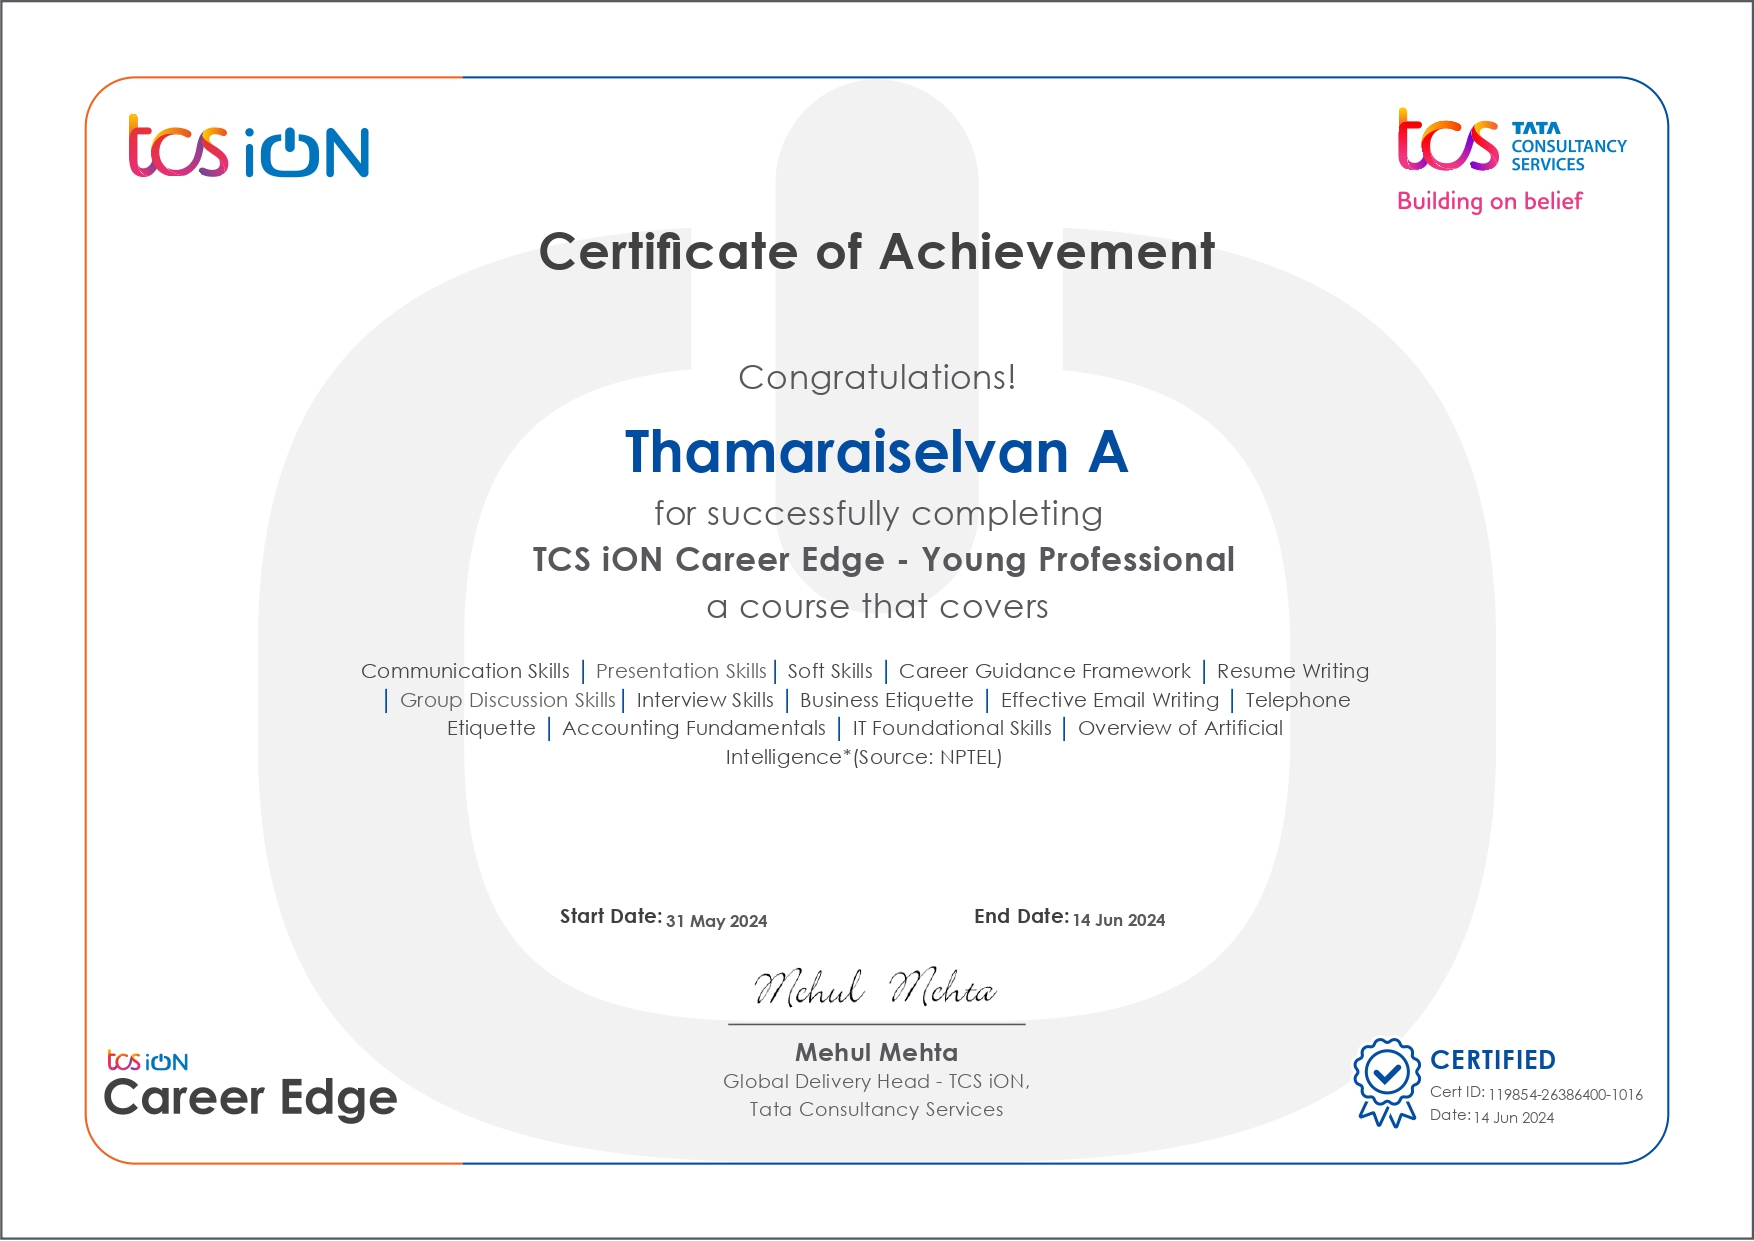 tcs iON
tcs TATA
CONSULTANCY
SERVICES
Building on belief
Certificate of Achievement
Congratulations!
Thamaraiselvan A
for successfully completing
TCS iON Career Edge - Young Professional
a course that covers
Communication Skills | Presentation Skills | Soft Skills | Career Guidance Framework | Resume Writing
| Group Discussion Skills | Interview Skills | Business Etiquette | Effective Email Writing | Telephone
Etiquette | Accounting Fundamentals | IT Foundational Skills | Overview of Artificial
Intelligence*(Source: NPTEL)
Start Date: 31 May 2024 End Date: 14 Jun 2024
Mehul Mehta
Mehul Mehta
Global Delivery Head - TCS iON,
Tata Consultancy Services
tcs iON
Career Edge
CERTIFIED
Cert ID: 119854-26386400-1016
Date: 14 Jun 2024